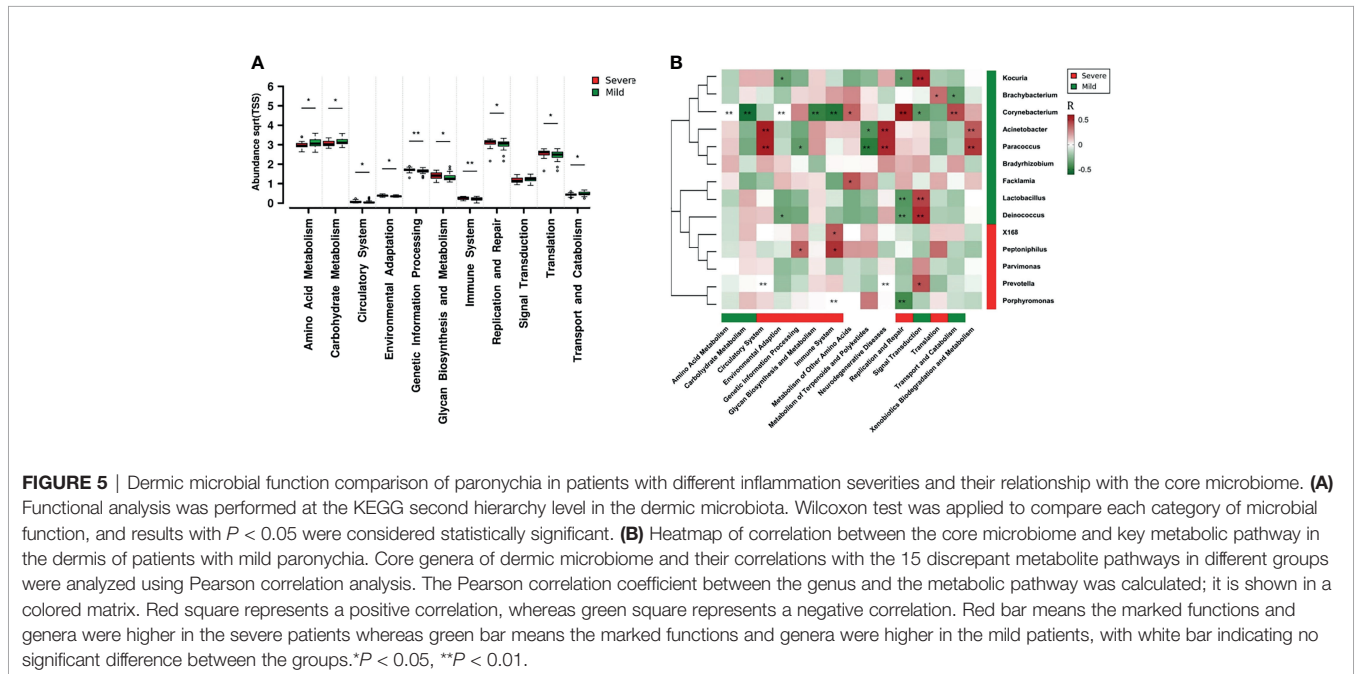 A
Severe
Mild
Abundance sqrt(TSS)
6
5
4
3
2
1
0
* * * * ** * ** * * *
Amino Acid Metabolism
Carbohydrate Metabolism
Circulatory System
Environmental Adaptation
Genetic Information Processing
Glycan Biosynthesis and Metabolism
Immune System
Replication and Repair
Signal Transduction
Translation
Transport and Catabolism
B
Severe
Mild
R
0.5
0
-0.5
* * ** Kocuria
* * Brachybacterium
** ** ** ** ** * ** * ** Corynebacterium
** * ** ** Acinetobacter
** * ** ** ** Paracoccus
Bradyrhizobium
* Facklamia
** ** Lactobacillus
* ** ** Deinococcus
* X168
* * Peptoniphilus
Parvimonas
** ** * Prevotella
** ** Porphyromonas
Amino Acid Metabolism
Carbohydrate Metabolism
Circulatory System
Environmental Adaption
Genetic Information Processing
Glycan Biosynthesis and Metabolism
Immune System
Metabolism of Other Amino Acids
Metabolism of Terpenoids and Polyketides
Neurodegenerative Diseases
Replication and Repair
Signal Transduction
Translation
Transport and Catabolism
Xenobiotics Biodegradation and Metabolism
FIGURE 5 | Dermic microbial function comparison of paronychia in patients with different inflammation severities and their relationship with the core microbiome. (A)
Functional analysis was performed at the KEGG second hierarchy level in the dermic microbiota. Wilcoxon test was applied to compare each category of microbial
function, and results with P < 0.05 were considered statistically significant. (B) Heatmap of correlation between the core microbiome and key metabolic pathway in
the dermis of patients with mild paronychia. Core genera of dermic microbiome and their correlations with the 15 discrepant metabolite pathways in different groups
were analyzed using Pearson correlation analysis. The Pearson correlation coefficient between the genus and the metabolic pathway was calculated; it is shown in a
colored matrix. Red square represents a positive correlation, whereas green square represents a negative correlation. Red bar means the marked functions and
genera were higher in the severe patients whereas green bar means the marked functions and genera were higher in the mild patients, with white bar indicating no
significant difference between the groups.*P < 0.05, **P < 0.01.